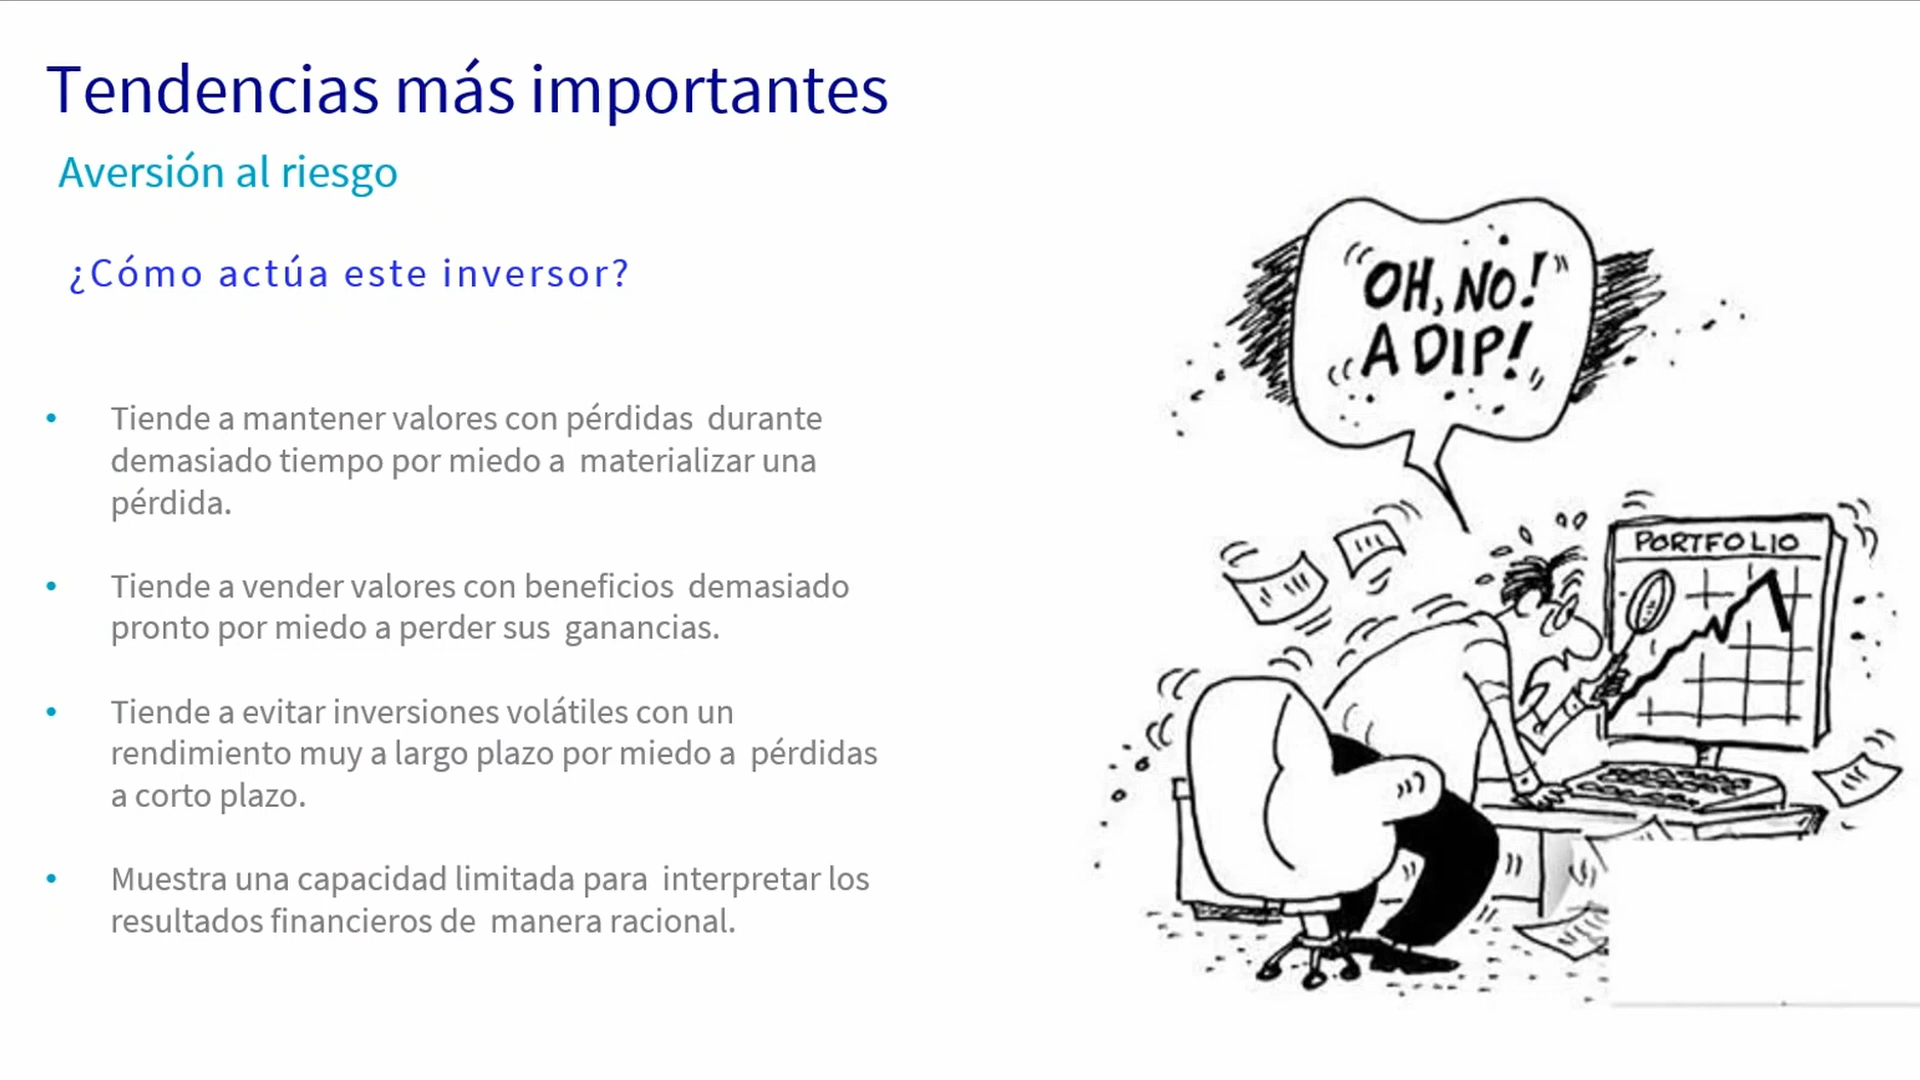 Tendencias más importantes
Aversión al riesgo
¿Cómo actúa este inversor?
• Tiende a mantener valores con pérdidas durante
demasiado tiempo por miedo a materializar una
pérdida.
• Tiende a vender valores con beneficios demasiado
pronto por miedo a perder sus ganancias.
• Tiende a evitar inversiones volátiles con un
rendimiento muy a largo plazo por miedo a pérdidas
a corto plazo.
• Muestra una capacidad limitada para interpretar los
resultados financieros de manera racional.
OH, NO!
A DIP!
PORTFOLIO